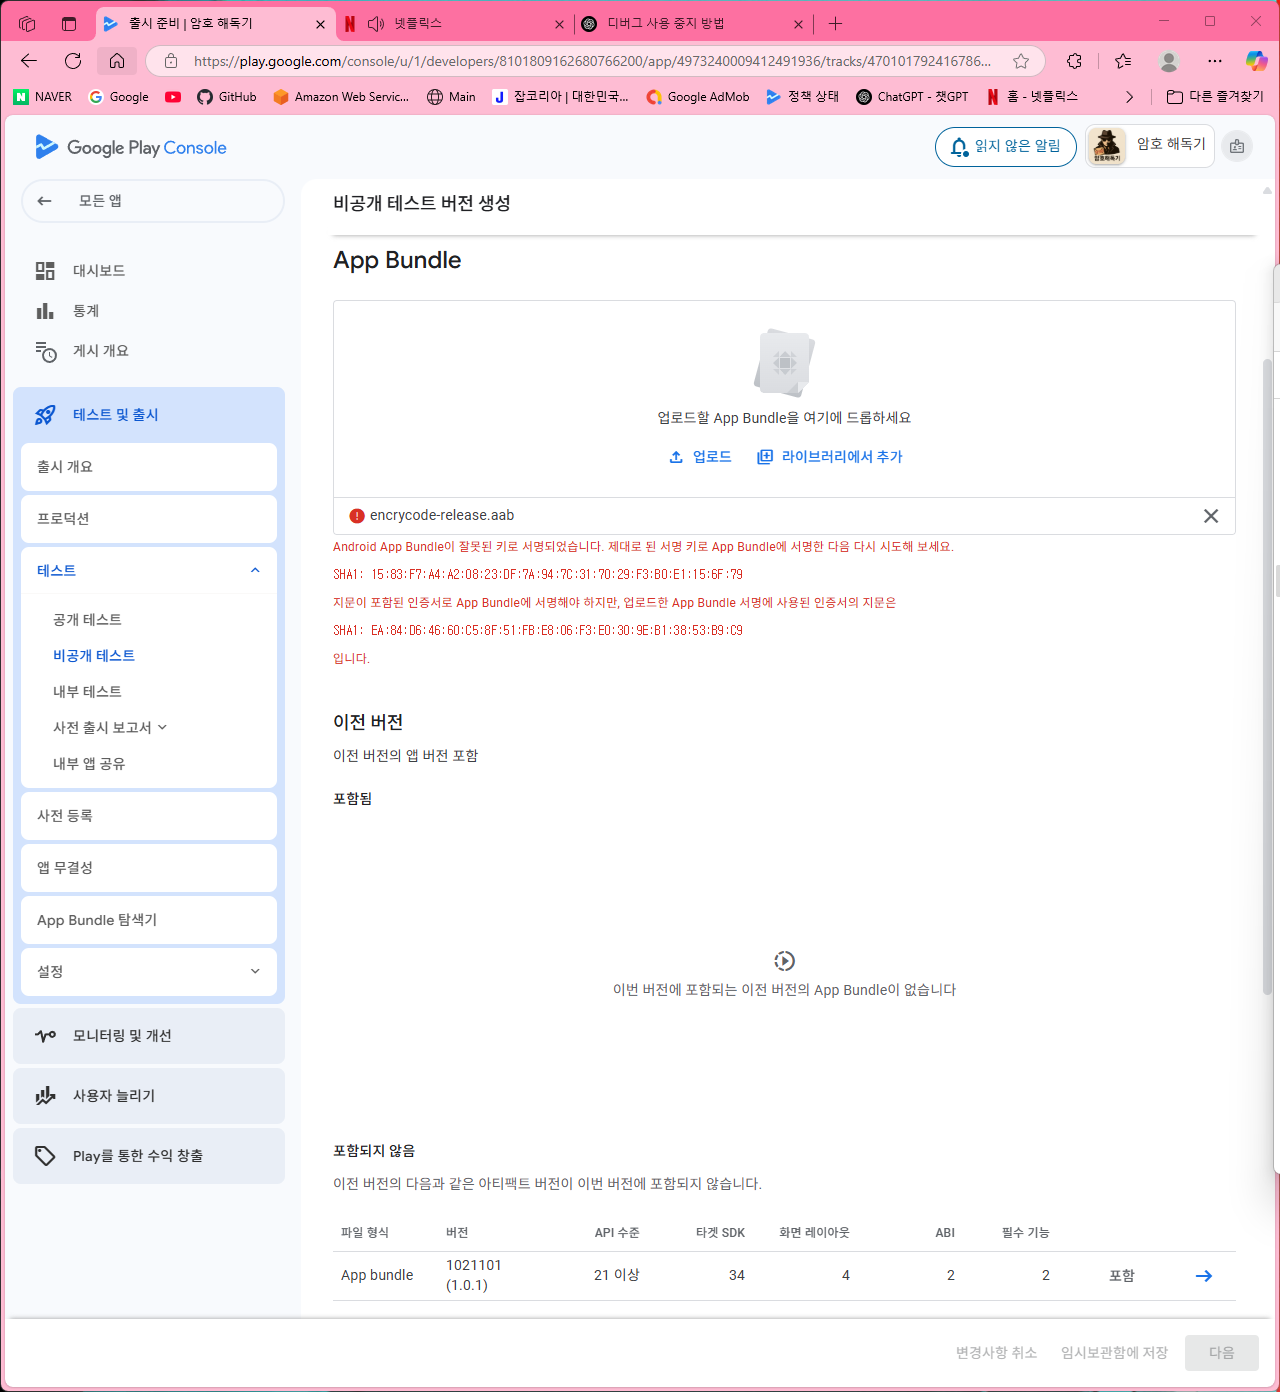 출시 준비 | 암호 해독기
넷플릭스
디버그 사용 중지 방법
https://play.google.com/console/u/1/developers/8101809162680766200/app/4973240009412491936/tracks/470101792416786...
NAVER
Google
GitHub
Amazon Web Servic...
Main
잡코리아 | 대한민국...
Google AdMob
정책 상태
ChatGPT - 챗GPT
홈 - 넷플릭스
다른 즐겨찾기
Google Play Console
읽지 않은 알림
암호 해독기
모든 앱
대시보드
통계
게시 개요
테스트 및 출시
출시 개요
프로덕션
테스트
공개 테스트
비공개 테스트
내부 테스트
사전 출시 보고서
내부 앱 공유
사전 등록
앱 무결성
App Bundle 탐색기
설정
모니터링 및 개선
사용자 늘리기
Play를 통한 수익 창출
비공개 테스트 버전 생성
App Bundle
업로드할 App Bundle을 여기에 드롭하세요
업로드
라이브러리에서 추가
encrycode-release.aab
Android App Bundle이 잘못된 키로 서명되었습니다. 제대로 된 서명 키로 App Bundle에 서명한 다음 다시 시도해 보세요.
SHA1: 15:83:F7:A4:A2:08:23:DF:7A:94:7C:31:70:29:F3:B0:E1:15:6F:79
지문이 포함된 인증서로 App Bundle에 서명해야 하지만, 업로드한 App Bundle 서명에 사용된 인증서의 지문은
SHA1: EA:84:D6:46:60:C5:8F:51:FB:E8:06:F3:E0:30:9E:B1:38:53:B9:C9
입니다.
이전 버전
이전 버전의 앱 버전 포함
포함됨
이번 버전에 포함되는 이전 버전의 App Bundle이 없습니다
포함되지 않음
이전 버전의 다음과 같은 아티팩트 버전이 이번 버전에 포함되지 않습니다.
파일 형식 버전 API 수준 타겟 SDK 화면 레이아웃 ABI 필수 기능
App bundle 1021101 (1.0.1) 21 이상 34 4 2 2 포함
변경사항 취소
임시보관함에 저장
다음